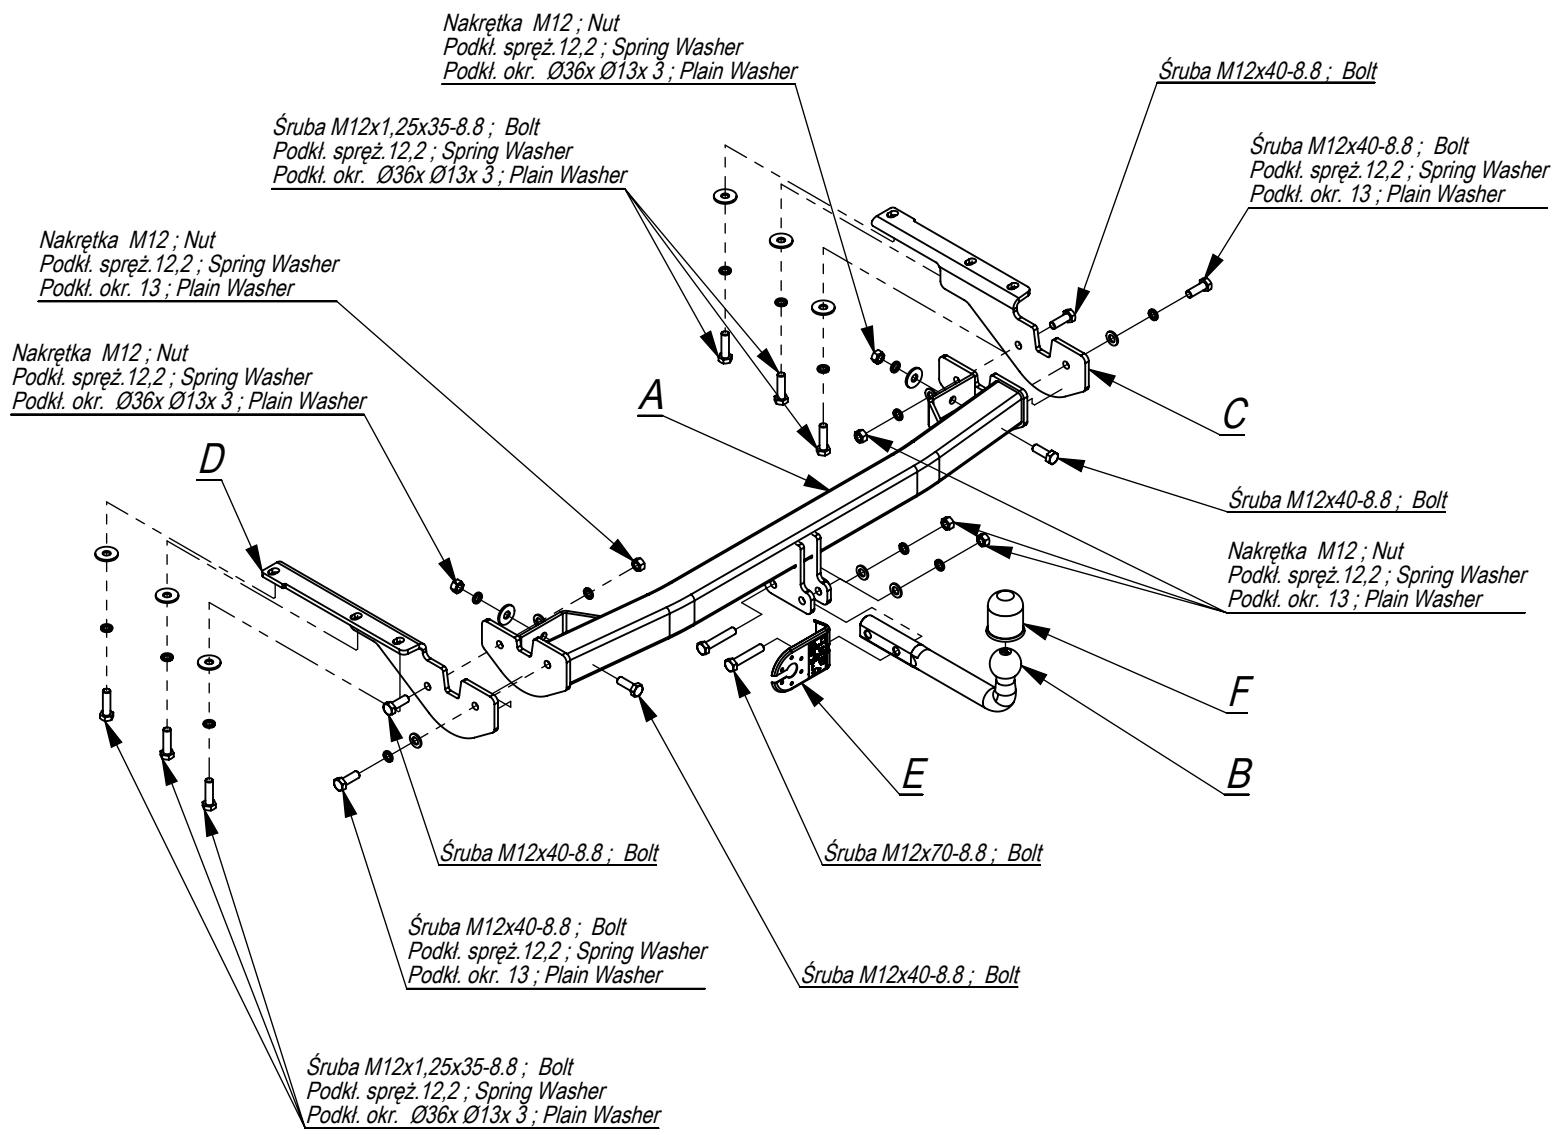 Nakrętka M12 ; Nut
Podkł. spręż.12,2 ; Spring Washer
Podkł. okr. Ø36x Ø13x 3 ; Plain Washer
Śruba M12x40-8.8 ; Bolt
Śruba M12x1,25x35-8.8 ; Bolt
Podkł. spręż.12,2 ; Spring Washer
Podkł. okr. Ø36x Ø13x 3 ; Plain Washer
Śruba M12x40-8.8 ; Bolt
Podkł. spręż.12,2 ; Spring Washer
Podkł. okr. 13 ; Plain Washer
Nakrętka M12 ; Nut
Podkł. spręż.12,2 ; Spring Washer
Podkł. okr. 13 ; Plain Washer
Nakrętka M12 ; Nut
Podkł. spręż.12,2 ; Spring Washer
Podkł. okr. Ø36x Ø13x 3 ; Plain Washer
A
C
D
Śruba M12x40-8.8 ; Bolt
Nakrętka M12 ; Nut
Podkł. spręż.12,2 ; Spring Washer
Podkł. okr. 13 ; Plain Washer
F
E
B
Śruba M12x40-8.8 ; Bolt
Śruba M12x70-8.8 ; Bolt
Śruba M12x40-8.8 ; Bolt
Podkł. spręż.12,2 ; Spring Washer
Podkł. okr. 13 ; Plain Washer
Śruba M12x40-8.8 ; Bolt
Śruba M12x1,25x35-8.8 ; Bolt
Podkł. spręż.12,2 ; Spring Washer
Podkł. okr. Ø36x Ø13x 3 ; Plain Washer